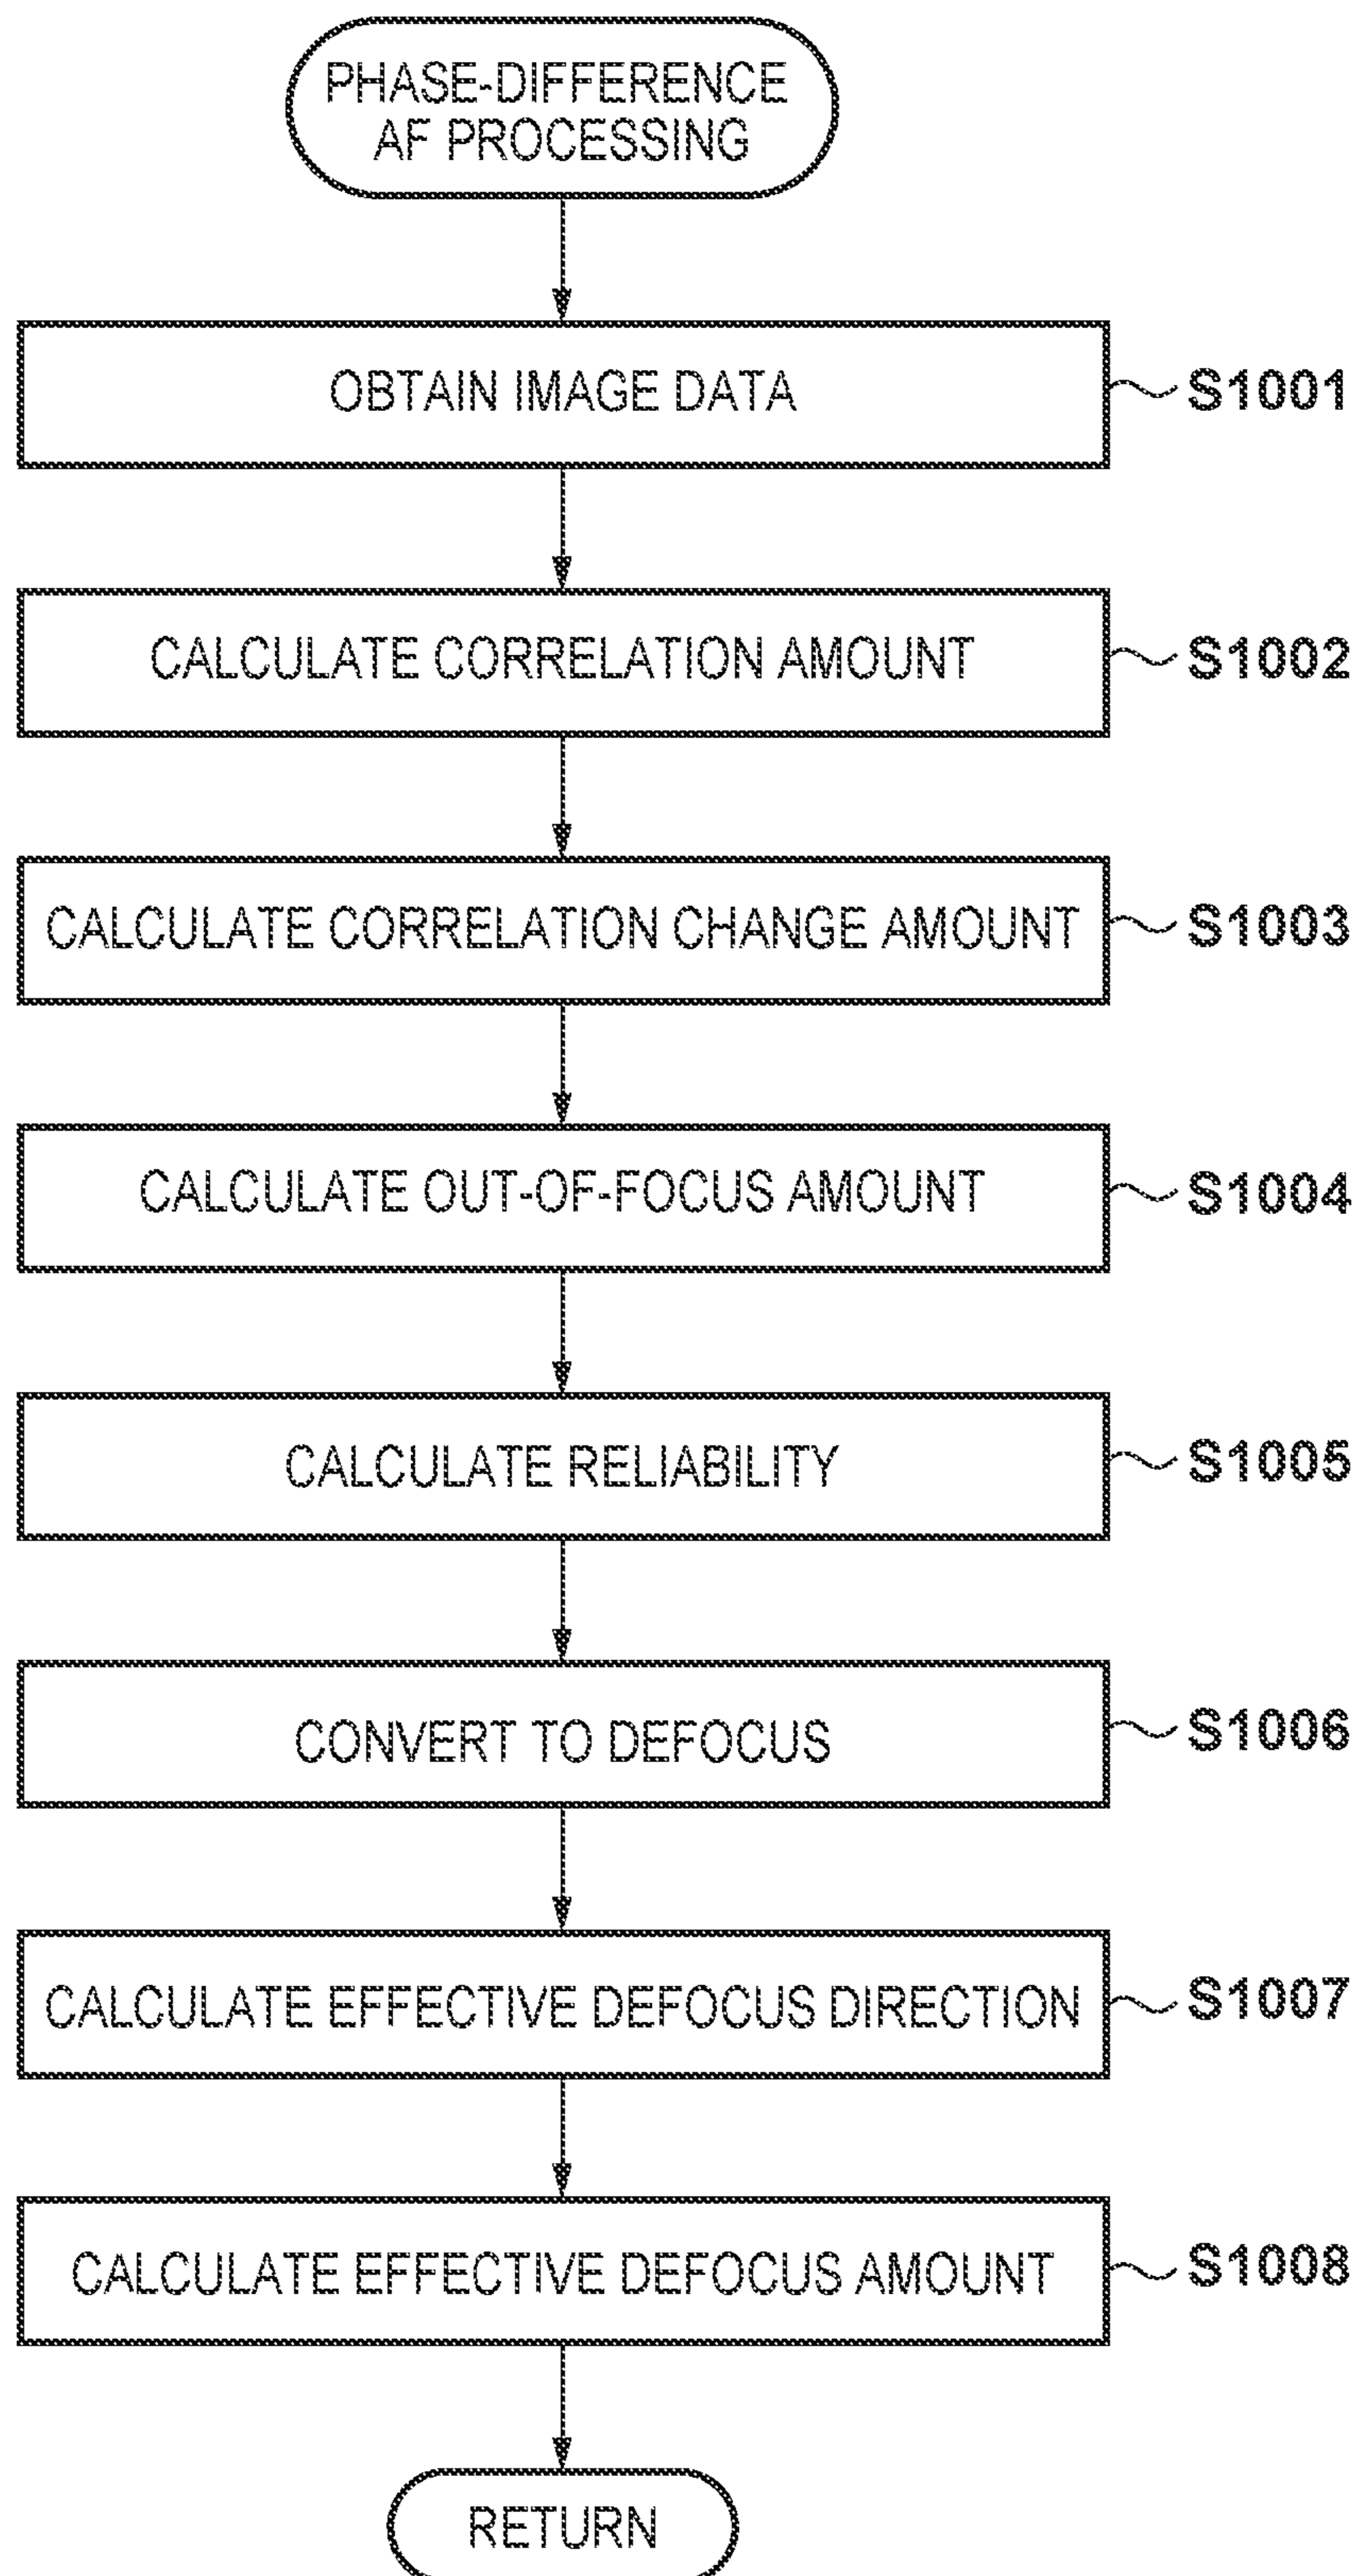 PHASE-DIFFERENCE
AF PROCESSING
OBTAIN IMAGE DATA
S1001
CALCULATE CORRELATION AMOUNT
S1002
CALCULATE CORRELATION CHANGE AMOUNT
S1003
CALCULATE OUT-OF-FOCUS AMOUNT
S1004
CALCULATE RELIABILITY
S1005
CONVERT TO DEFOCUS
S1006
CALCULATE EFFECTIVE DEFOCUS DIRECTION
S1007
CALCULATE EFFECTIVE DEFOCUS AMOUNT
S1008
RETURN